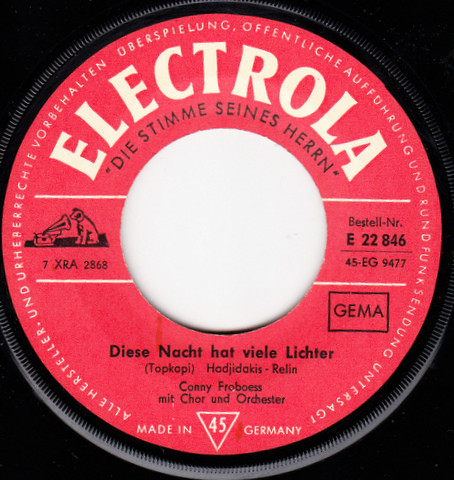 ALLE HERSTELLER- UND URHEBERRECHTE VORBEHALTEN · ÜBERSPIELUNG, ÖFFENTLICHE AUFFÜHRUNG UND RUNDFUNKSENDUNG UNTERSAGT
ELECTROLA
"DIE STIMME SEINES HERRN"
7 XRA 2868
Bestell-Nr.
E 22 846
45-EG 9477
GEMA
Diese Nacht hat viele Lichter
(Topkapi) Hadjidakis - Relin
Conny Froboess
mit Chor und Orchester
MADE IN 45 GERMANY